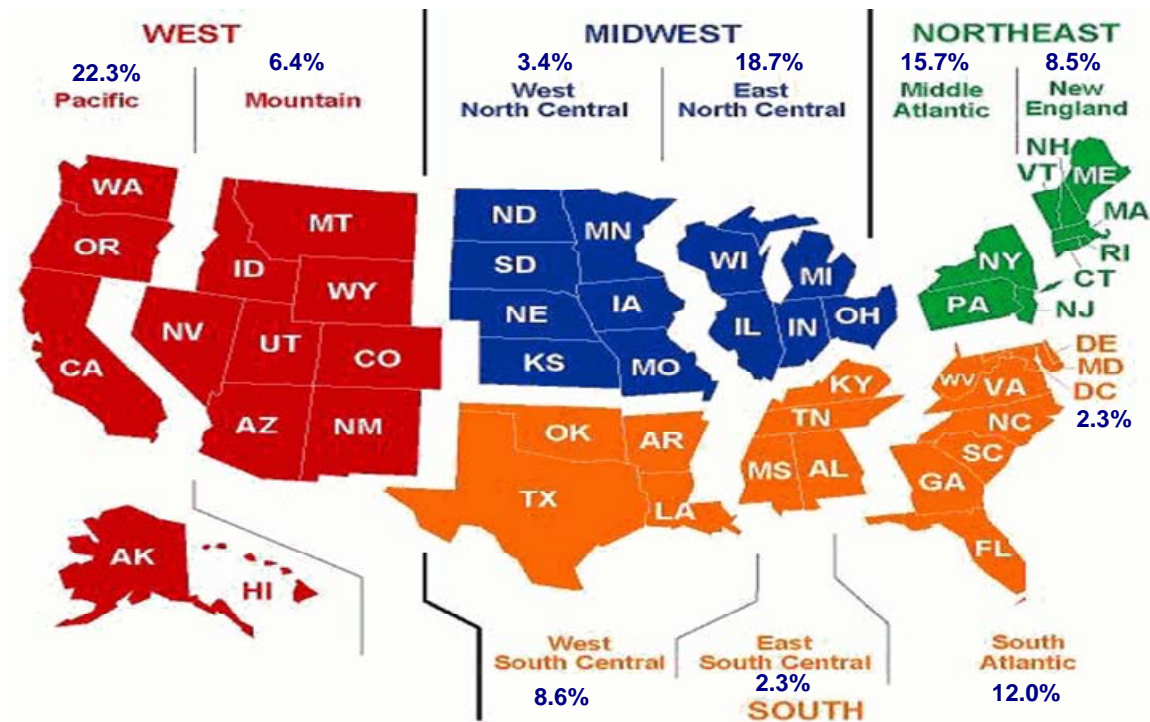 WEST
MIDWEST
NORTHEAST
22.3%
6.4%
3.4%
18.7%
15.7%
8.5%
Pacific
Mountain
West
North Central
East
North Central
Middle
Atlantic
New
England
WA
OR
CA
MT
ID
WY
NV
UT
CO
AZ
NM
AK
HI
ND
SD
NE
KS
MN
IA
MO
WI
MI
IL
IN
OH
NH
VT
ME
MA
RI
CT
NY
PA
NJ
DE
MD
DC
2.3%
WV
VA
NC
SC
GA
FL
KY
TN
MS
AL
OK
AR
TX
LA
West
South Central
8.6%
East
South Central
2.3%
South
Atlantic
12.0%
SOUTH